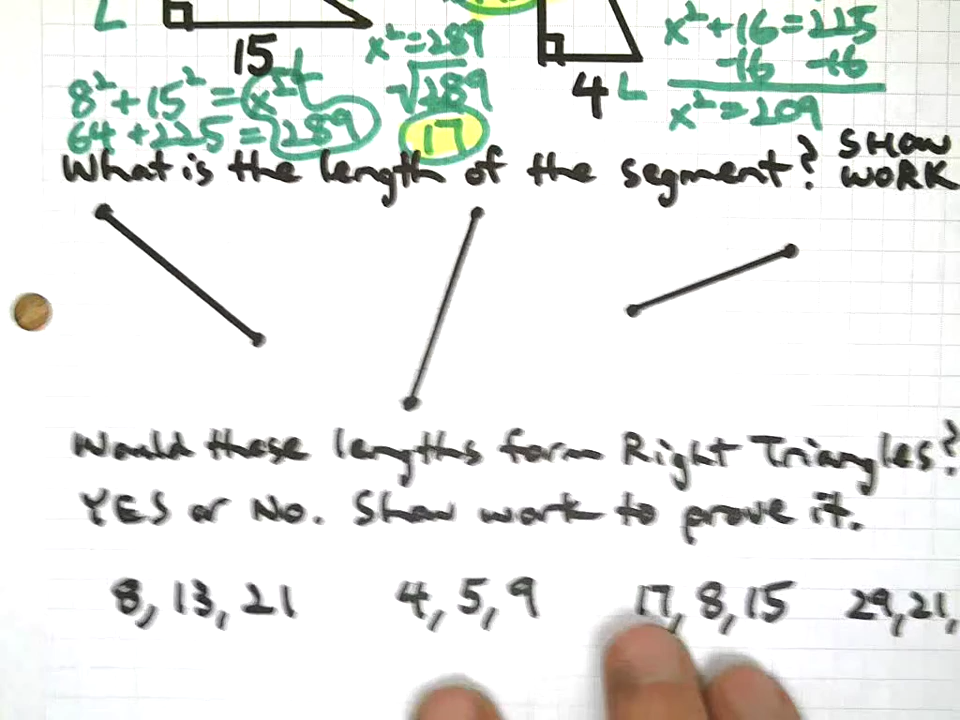 L
15
8² + 15² = x²
64 + 225 = 289
x² = 289
√289
17
4 L
x² + 16 = 225
-16 -16
x² = 209
What is the length of the segment? SHOW WORK
Would these lengths form Right Triangles?
YES or No. Show work to prove it.
8, 13, 21 4, 5, 9 17, 8, 15 29, 21,